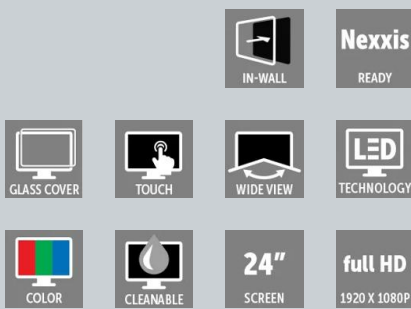 Nexxis
IN-WALL
READY
GLASS COVER
TOUCH
WIDE VIEW
LED
TECHNOLOGY
COLOR
CLEANABLE
24"
SCREEN
full HD
1920 X 1080P